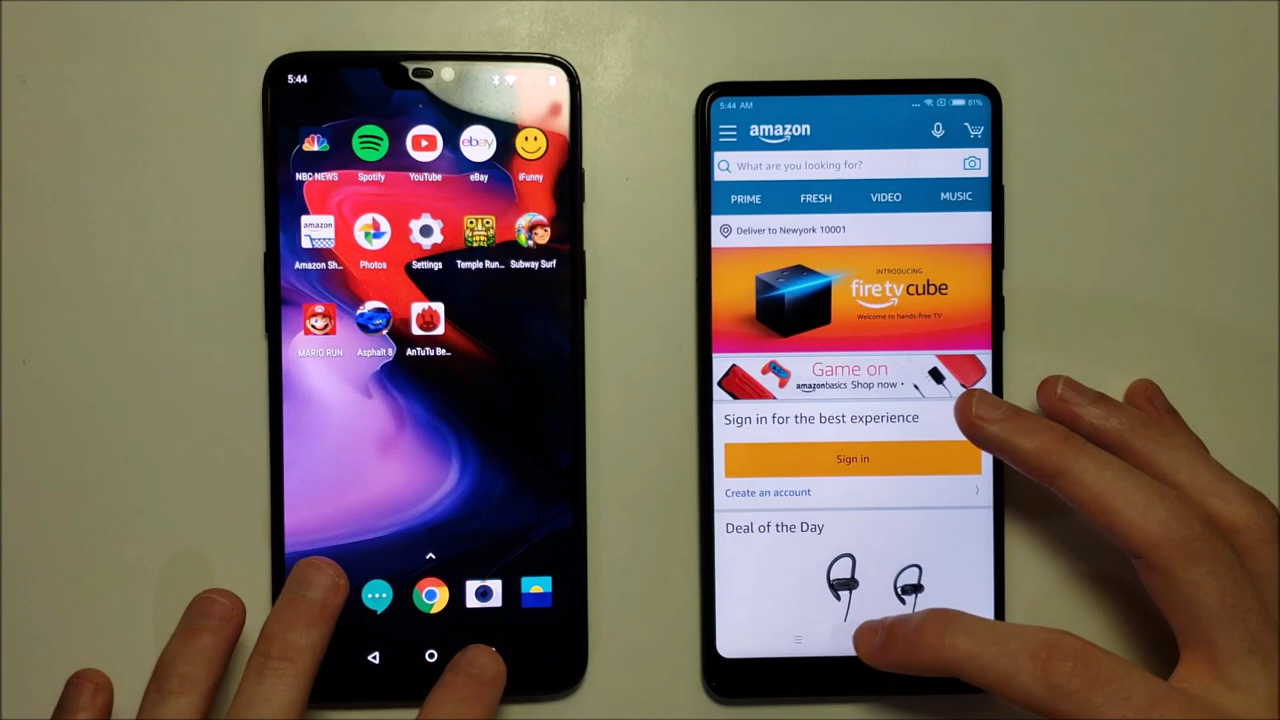 5:44
NBC NEWS
Spotify
YouTube
ebay
eBay
iFunny
amazon
Amazon Sh...
Photos
Settings
Temple Run...
Subway Surf
MARIO RUN
Asphalt 8
AnTuTu Be...
5:44 AM
81%
amazon
What are you looking for?
PRIME
FRESH
VIDEO
MUSIC
Deliver to Newyork 10001
INTRODUCING
fire tv cube
Welcome to hands-free TV
Game on
amazonbasics Shop now
Sign in for the best experience
Sign in
Create an account
Deal of the Day